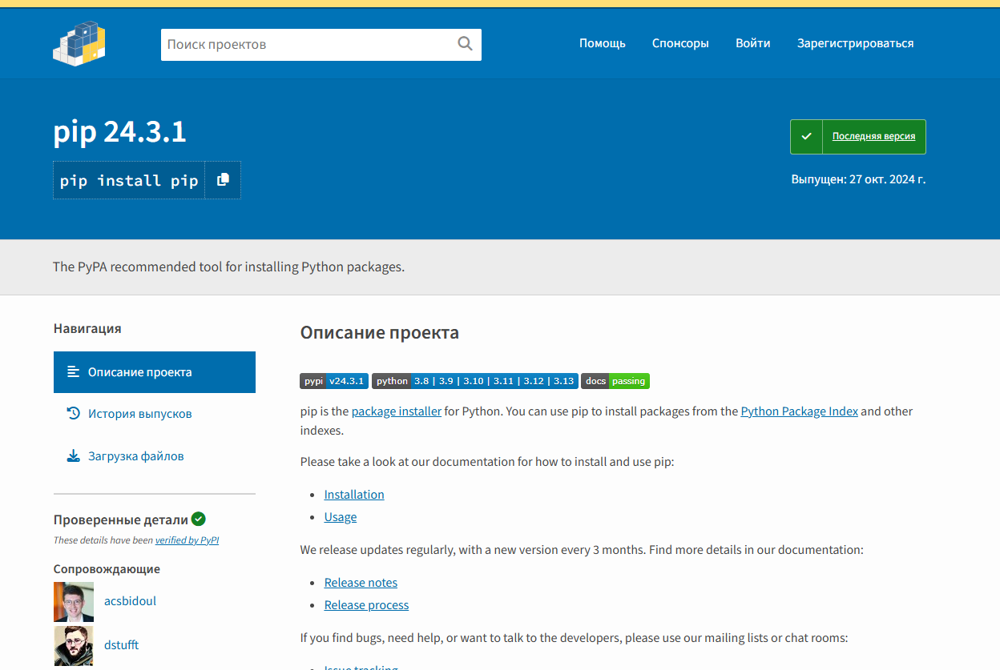 Поиск проектов
Помощь
Спонсоры
Войти
Зарегистрироваться
pip 24.3.1
pip install pip
Последняя версия
Выпущен: 27 окт. 2024 г.
The PyPA recommended tool for installing Python packages.
Навигация
Описание проекта
История выпусков
Загрузка файлов
Проверенные детали
These details have been verified by PyPI
Сопровождающие
acsbidoul
dstufft
Описание проекта
pypi v24.3.1 python 3.8 | 3.9 | 3.10 | 3.11 | 3.12 | 3.13 docs passing
pip is the package installer for Python. You can use pip to install packages from the Python Package Index and other
indexes.
Please take a look at our documentation for how to install and use pip:
Installation
Usage
We release updates regularly, with a new version every 3 months. Find more details in our documentation:
Release notes
Release process
If you find bugs, need help, or want to talk to the developers, please use our mailing lists or chat rooms:
Issue tracking